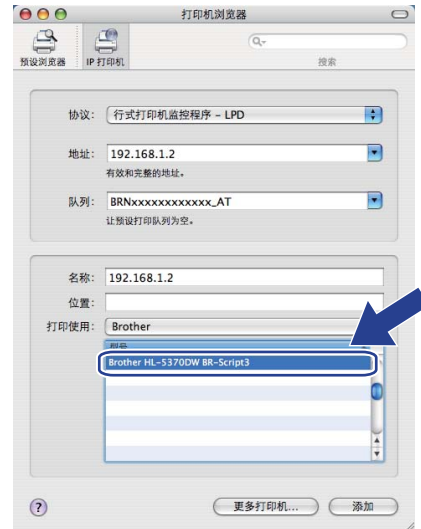 打印机浏览器
预设浏览器 IP 打印机 搜索
协议: 行式打印机监控程序 – LPD
地址: 192.168.1.2
有效和完整的地址。
队列: BRNxxxxxxxxxxxx_AT
让预设打印队列为空。
名称: 192.168.1.2
位置:
打印使用: Brother
型号
Brother HL-5370DW BR-Script3
? 更多打印机... 添加